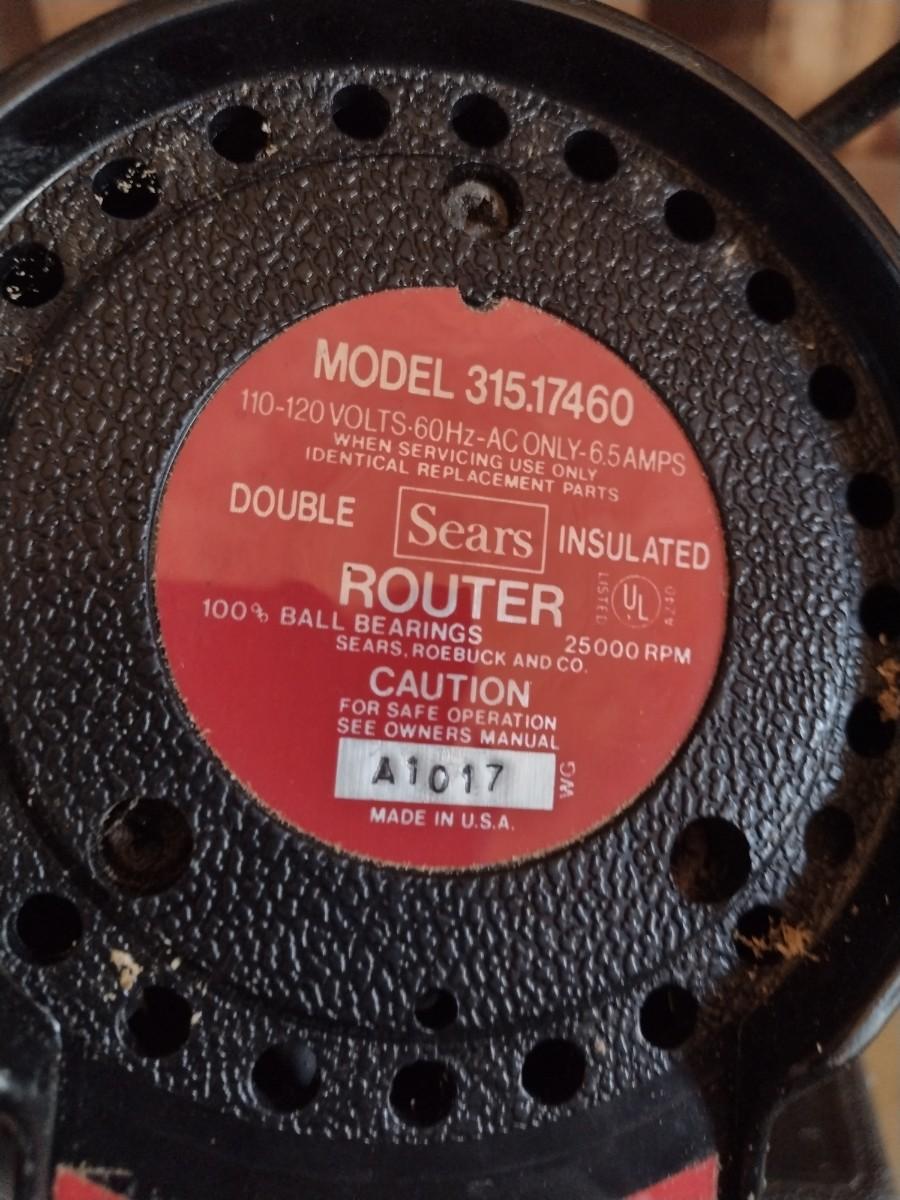 MODEL 315.17460
110-120 VOLTS·60Hz-AC ONLY-6.5 AMPS
WHEN SERVICING USE ONLY
IDENTICAL REPLACEMENT PARTS
DOUBLE Sears INSULATED
ROUTER
LISTED UL
100% BALL BEARINGS 25000 RPM
SEARS, ROEBUCK AND CO.
CAUTION
FOR SAFE OPERATION
SEE OWNERS MANUAL
A1017 WG
MADE IN U.S.A.